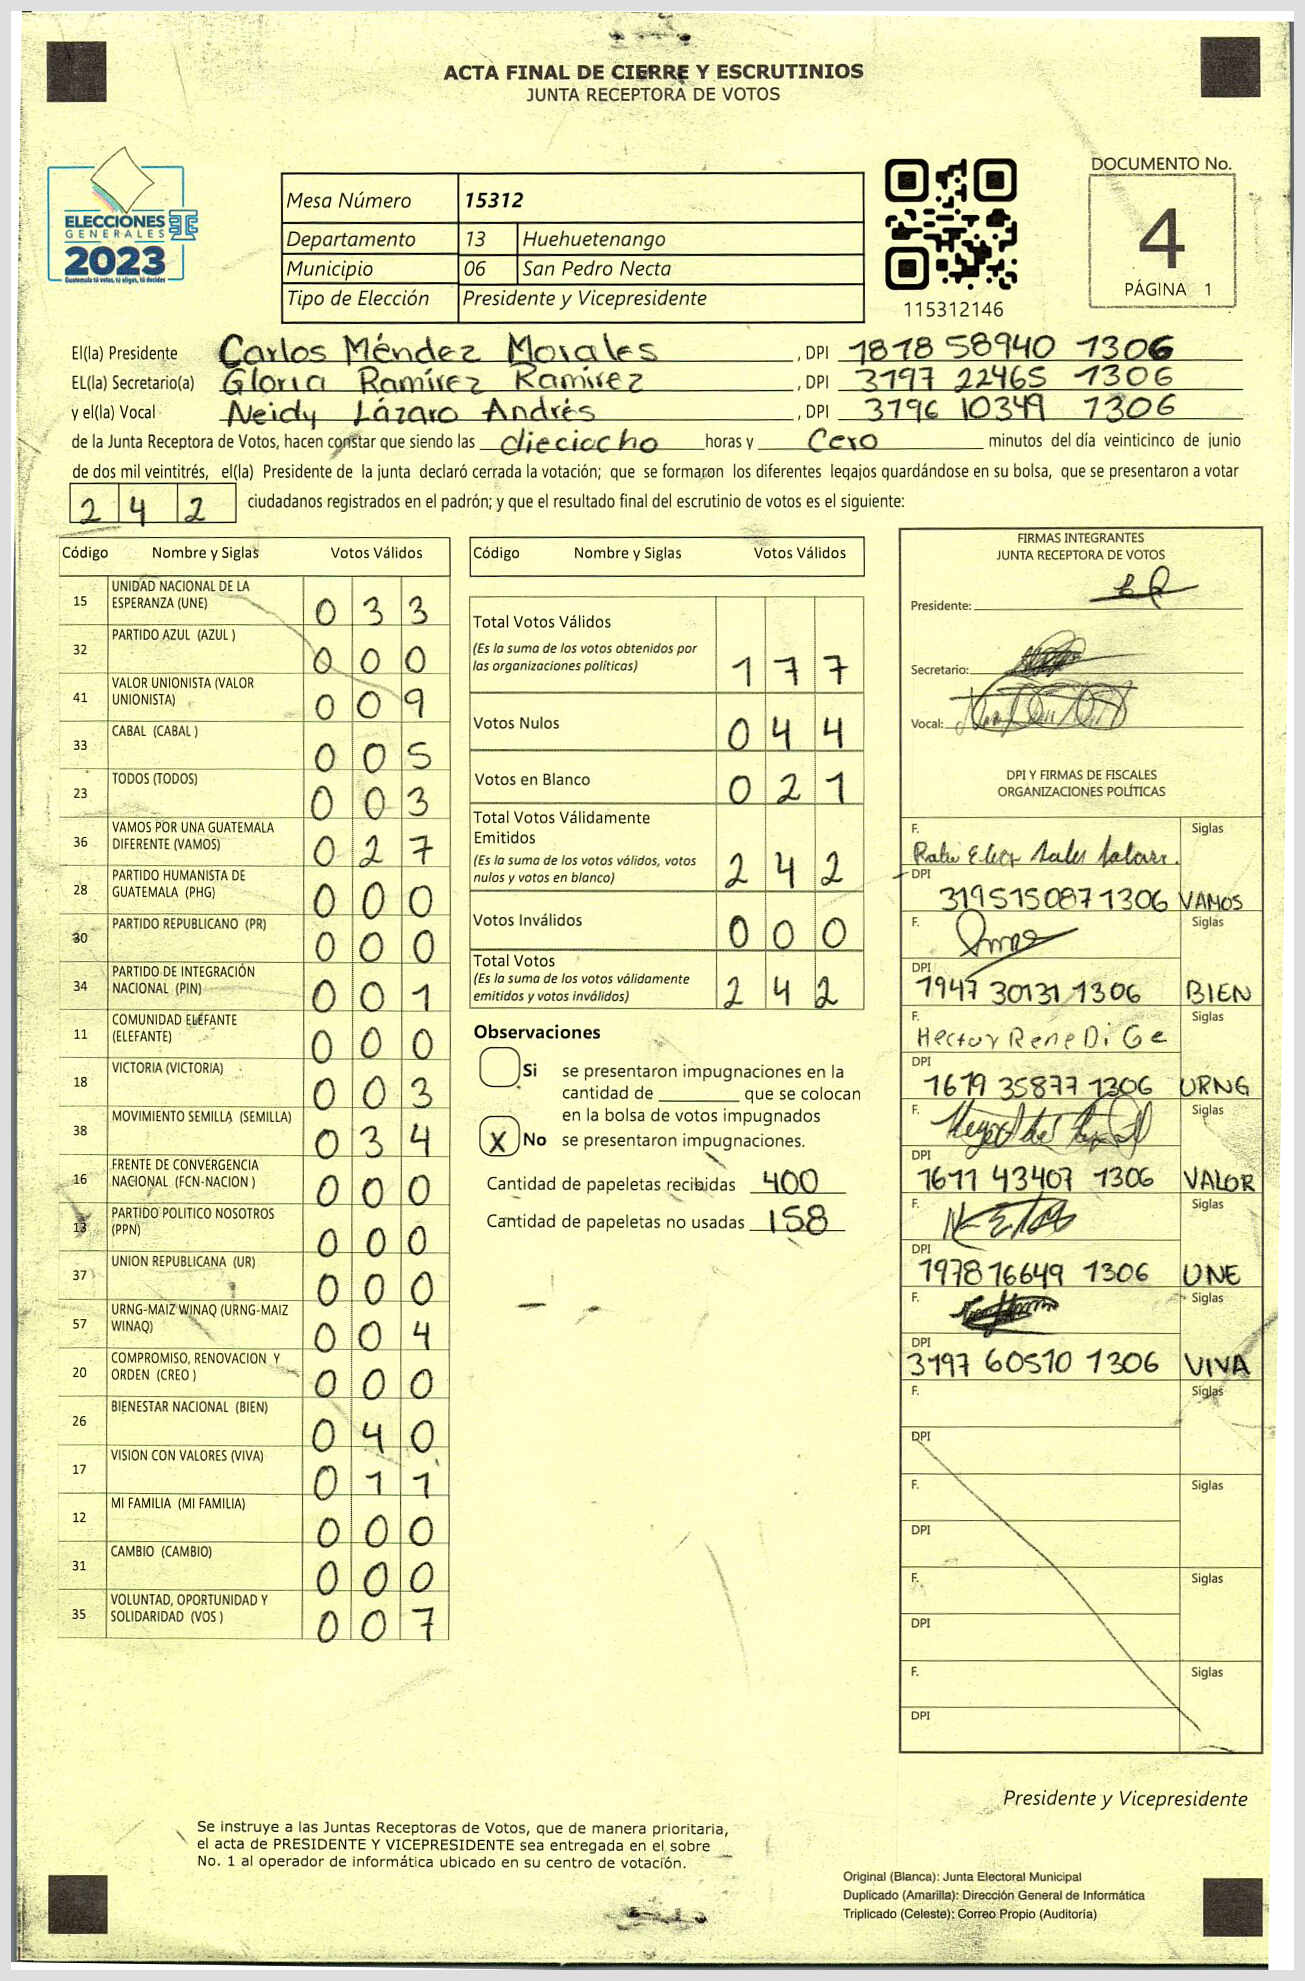 ACTA FINAL DE CIERRE Y ESCRUTINIOS
JUNTA RECEPTORA DE VOTOS
ELECCIONES
GENERALES
2023
Guatemala tú votas, tú eliges, tú decides
Mesa Número 15312
Departamento 13 Huehuetenango
Municipio 06 San Pedro Necta
Tipo de Elección Presidente y Vicepresidente
115312146
DOCUMENTO No.
4
PÁGINA 1
El(la) Presidente Carlos Méndez Morales , DPI 1878 58940 1306
EL(la) Secretario(a) Gloria Ramírez Ramírez , DPI 3197 22465 1306
y el(la) Vocal Neidy Lázaro Andrés , DPI 3796 10349 1306
de la Junta Receptora de Votos, hacen constar que siendo las dieciocho horas y Cero minutos del día veinticinco de junio
de dos mil veintitrés, el(la) Presidente de la junta declaró cerrada la votación; que se formaron los diferentes legajos guardándose en su bolsa, que se presentaron a votar
2 4 2 ciudadanos registrados en el padrón; y que el resultado final del escrutinio de votos es el siguiente:
Código Nombre y Siglas Votos Válidos
15 UNIDAD NACIONAL DE LA ESPERANZA (UNE) 0 3 3
32 PARTIDO AZUL (AZUL ) 0 0 0
41 VALOR UNIONISTA (VALOR UNIONISTA) 0 0 9
33 CABAL (CABAL ) 0 0 5
23 TODOS (TODOS) 0 0 3
36 VAMOS POR UNA GUATEMALA DIFERENTE (VAMOS) 0 2 7
28 PARTIDO HUMANISTA DE GUATEMALA (PHG) 0 0 0
30 PARTIDO REPUBLICANO (PR) 0 0 0
34 PARTIDO DE INTEGRACIÓN NACIONAL (PIN) 0 0 1
11 COMUNIDAD ELEFANTE (ELEFANTE) 0 0 0
18 VICTORIA (VICTORIA) 0 0 3
38 MOVIMIENTO SEMILLA (SEMILLA) 0 3 4
16 FRENTE DE CONVERGENCIA NACIONAL (FCN-NACION ) 0 0 0
13 PARTIDO POLITICO NOSOTROS (PPN) 0 0 0
37 UNION REPUBLICANA (UR) 0 0 0
57 URNG-MAIZ WINAQ (URNG-MAIZ WINAQ) 0 0 4
20 COMPROMISO, RENOVACION Y ORDEN (CREO ) 0 0 0
26 BIENESTAR NACIONAL (BIEN) 0 4 0
17 VISION CON VALORES (VIVA) 0 1 1
12 MI FAMILIA (MI FAMILIA) 0 0 0
31 CAMBIO (CAMBIO) 0 0 0
35 VOLUNTAD, OPORTUNIDAD Y SOLIDARIDAD (VOS ) 0 0 7
Código Nombre y Siglas Votos Válidos
Total Votos Válidos 1 7 7
(Es la suma de los votos obtenidos por
las organizaciones políticas)
Votos Nulos 0 4 4
Votos en Blanco 0 2 1
Total Votos Válidamente
Emitidos 2 4 2
(Es la suma de los votos válidos, votos
nulos y votos en blanco)
Votos Inválidos 0 0 0
Total Votos 2 4 2
(Es la suma de los votos válidamente
emitidos y votos inválidos)
Observaciones
Si se presentaron impugnaciones en la
cantidad de ________ que se colocan
en la bolsa de votos impugnados
X No se presentaron impugnaciones.
Cantidad de papeletas recibidas 400
Cantidad de papeletas no usadas 158
FIRMAS INTEGRANTES
JUNTA RECEPTORA DE VOTOS
Presidente:
Secretario:
Vocal:
DPI Y FIRMAS DE FISCALES
ORGANIZACIONES POLÍTICAS
F. Siglas
DPI
319515087 1306 VAMOS
F. Siglas
DPI
1947 30131 1306 BIEN
F. Siglas
Hector Rene Di Ge
DPI
1619 35877 1306 URNG
F. Siglas
DPI
1611 43407 1306 VALOR
F. Siglas
DPI
1978 16649 1306 UNE
F. Siglas
DPI
3197 60510 1306 VIVA
F. Siglas
DPI
F. Siglas
DPI
F. Siglas
DPI
F. Siglas
DPI
Presidente y Vicepresidente
Se instruye a las Juntas Receptoras de Votos, que de manera prioritaria,
el acta de PRESIDENTE Y VICEPRESIDENTE sea entregada en el sobre
No. 1 al operador de informática ubicado en su centro de votación.
Original (Blanca): Junta Electoral Municipal
Duplicado (Amarilla): Dirección General de Informática
Triplicado (Celeste): Correo Propio (Auditoría)